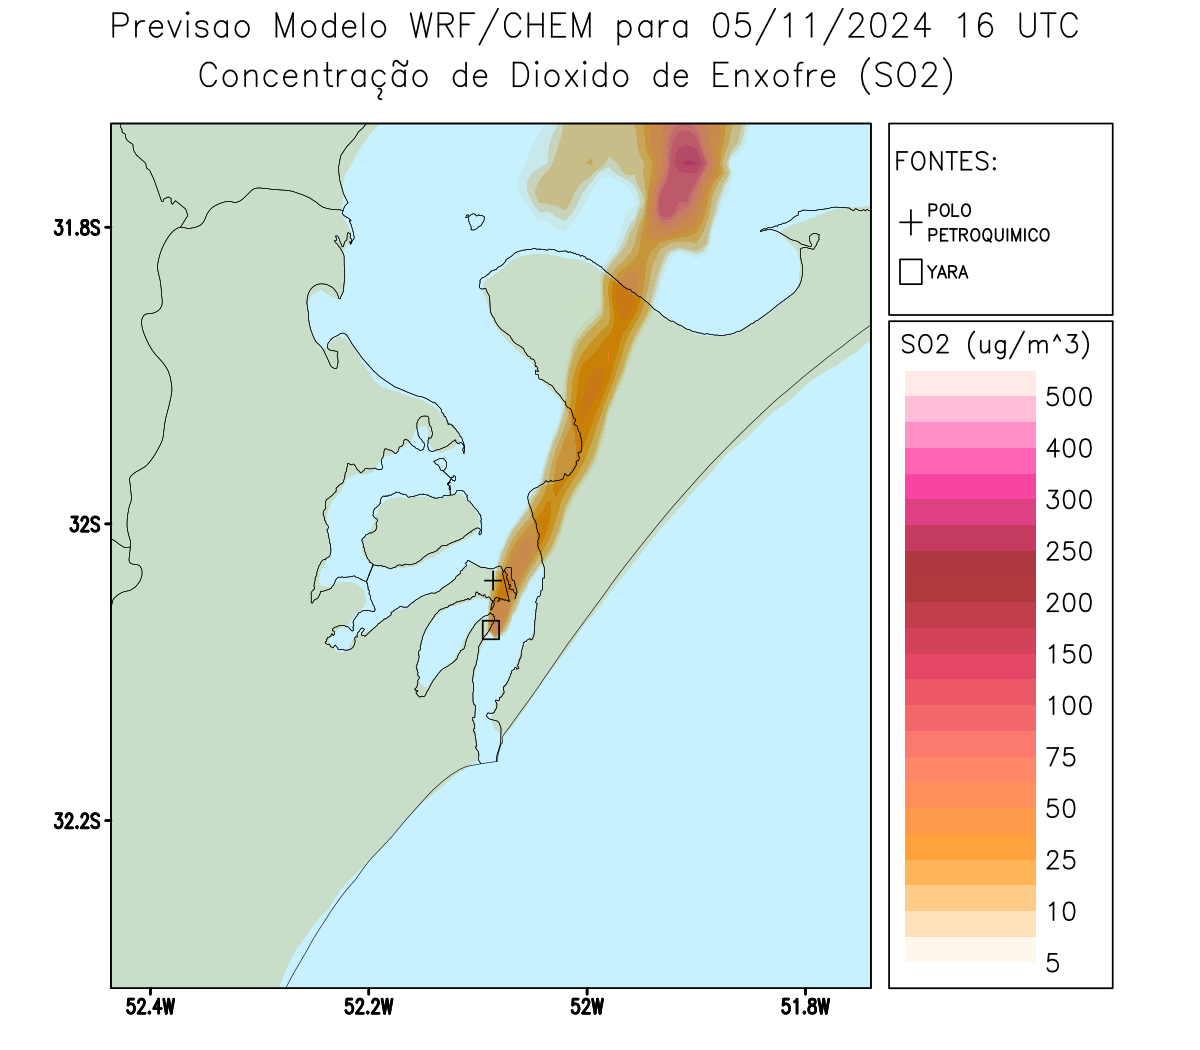 Previsao Modelo WRF/CHEM para 05/11/2024 16 UTC
Concentração de Dioxido de Enxofre (SO2)
FONTES:
POLO
PETROQUIMICO
YARA
31.8S
32S
32.2S
52.4W
52.2W
52W
51.8W
SO2 (ug/m^3)
500
400
300
250
200
150
100
75
50
25
10
5